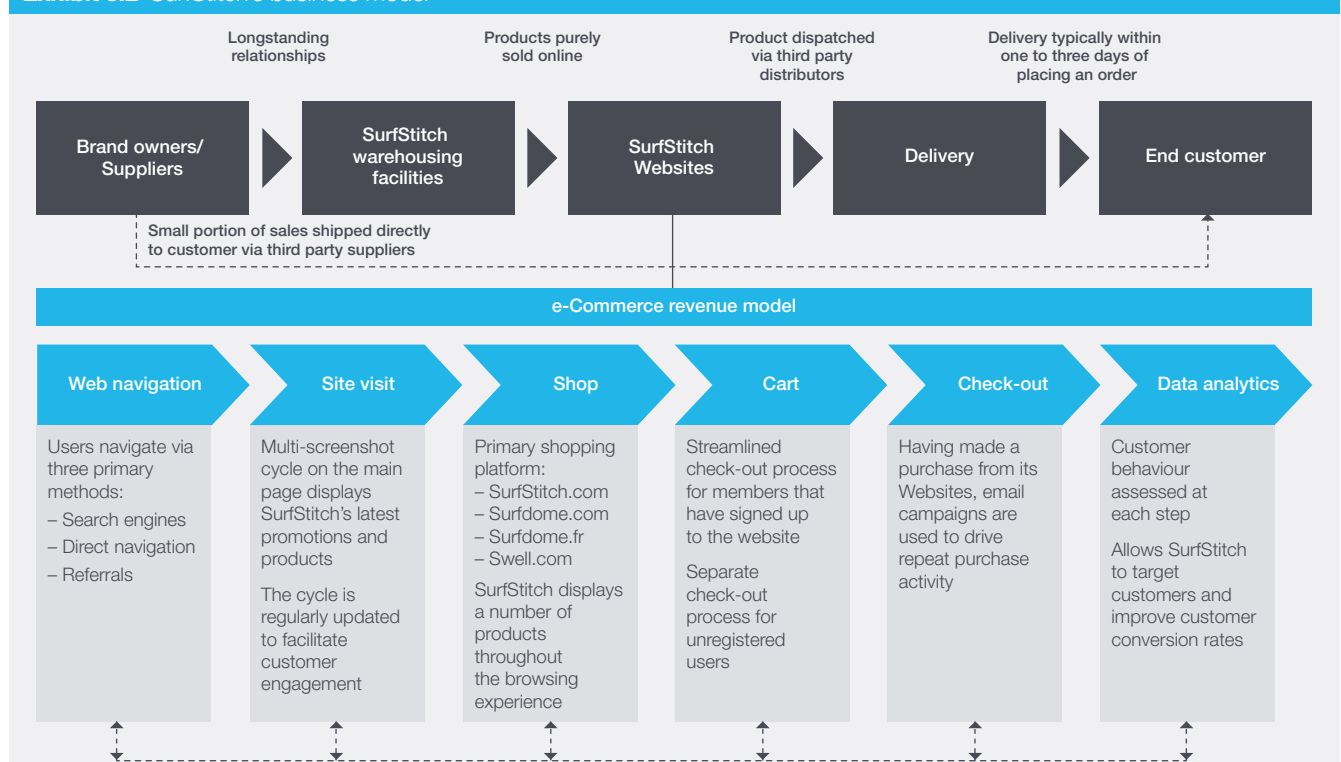 Longstanding
relationships
Products purely
sold online
Product dispatched
via third party
distributors
Delivery typically within
one to three days of
placing an order
Brand owners/
Suppliers
SurfStitch
warehousing
facilities
SurfStitch
Websites
Delivery
End customer
Small portion of sales shipped directly
to customer via third party suppliers
e-Commerce revenue model
Web navigation
Users navigate via
three primary
methods:
– Search engines
– Direct navigation
– Referrals
Site visit
Multi-screenshot
cycle on the main
page displays
SurfStitch’s latest
promotions and
products
The cycle is
regularly updated
to facilitate
customer
engagement
Shop
Primary shopping
platform:
– SurfStitch.com
– Surfdome.com
– Surfdome.fr
– Swell.com
SurfStitch displays
a number of
products
throughout
the browsing
experience
Cart
Streamlined
check-out process
for members that
have signed up
to the website
Separate
check-out
process for
unregistered
users
Check-out
Having made a
purchase from its
Websites, email
campaigns are
used to drive
repeat purchase
activity
Data analytics
Customer
behaviour
assessed at
each step
Allows SurfStitch
to target
customers and
improve customer
conversion rates